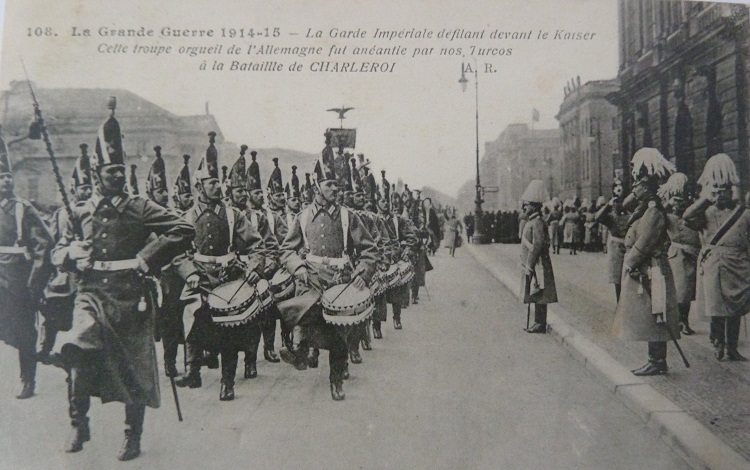 108. La Grande Guerre 1914-15 – La Garde Impériale défilant devant le Kaiser
Cette troupe orgueil de l'Allemagne fut anéantie par nos Turcos
à la Bataillle de CHARLEROI A. R.